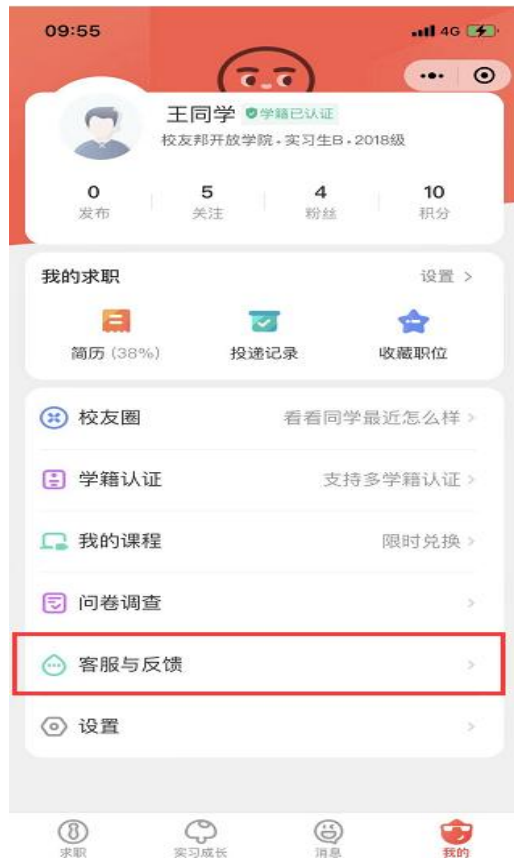 09:55 4G
王同学 学籍已认证
校友邦开放学院·实习生B·2018级
0 5 4 10
发布 关注 粉丝 积分
我的求职 设置 >
简历 (38%) 投递记录 收藏职位
校友圈 看看同学最近怎么样 >
学籍认证 支持多学籍认证 >
我的课程 限时兑换 >
问卷调查 >
客服与反馈 >
设置 >
求职 实习成长 消息 我的